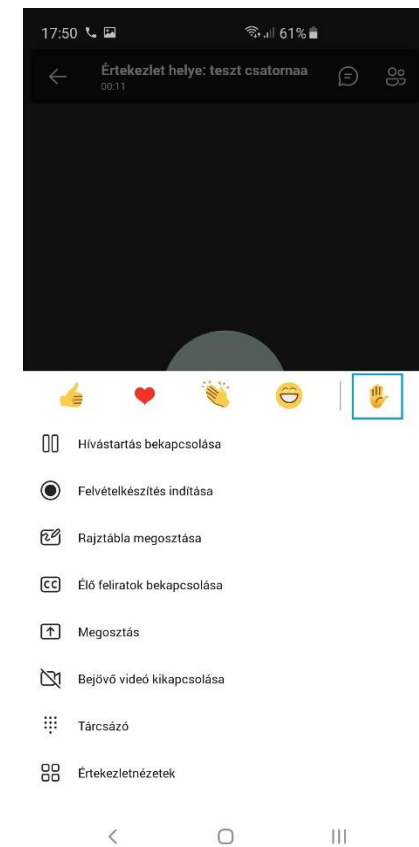 17:50 61%
Értekezlet helye: teszt csatornaa
00:11
Hívástartás bekapcsolása
Felvételkészítés indítása
Rajztábla megosztása
CC Élő feliratok bekapcsolása
Megosztás
Bejövő videó kikapcsolása
Tárcsázó
Értekezletnézetek